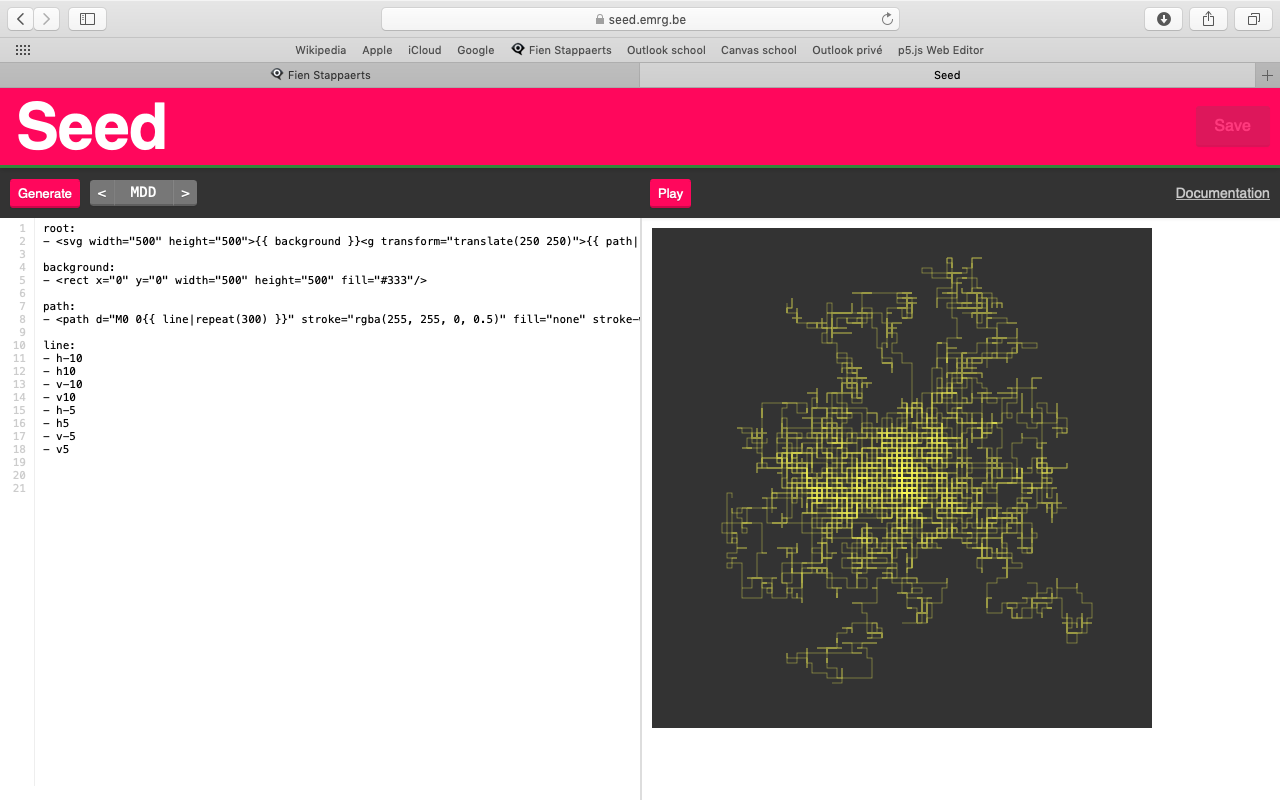 seed.emrg.be
Wikipedia Apple iCloud Google Fien Stappaerts Outlook school Canvas school Outlook privé p5.js Web Editor
Fien Stappaerts
Seed
Seed
Save
Generate < MDD >
Play
Documentation
1 root:
2 - <svg width="500" height="500">{{ background }}<g transform="translate(250 250)">{{ path|
3
4 background:
5 - <rect x="0" y="0" width="500" height="500" fill="#333"/>
6
7 path:
8 - <path d="M0 0{{ line|repeat(300) }}" stroke="rgba(255, 255, 0, 0.5)" fill="none" stroke-
9
10 line:
11 - h-10
12 - h10
13 - v-10
14 - v10
15 - h-5
16 - h5
17 - v-5
18 - v5
19
20
21